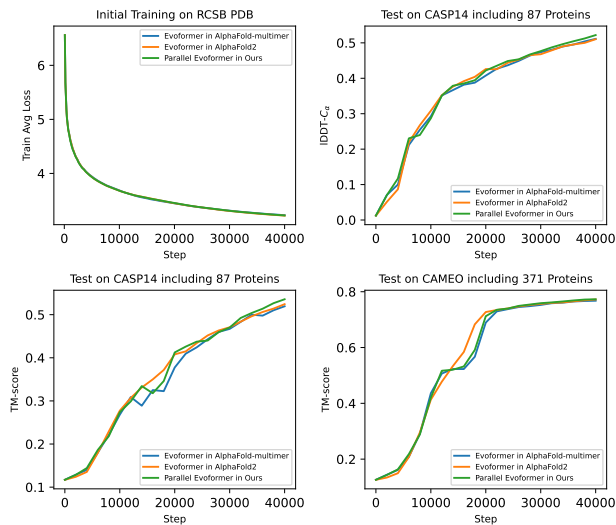 Initial Training on RCSB PDB
Train Avg Loss
6
5
4
Evoformer in AlphaFold-multimer
Evoformer in AlphaFold2
Parallel Evoformer in Ours
0 10000 20000 30000 40000
Step
Test on CASP14 including 87 Proteins
lDDT-Cα
0.5
0.4
0.3
0.2
0.1
0.0
Evoformer in AlphaFold-multimer
Evoformer in AlphaFold2
Parallel Evoformer in Ours
0 10000 20000 30000 40000
Step
Test on CASP14 including 87 Proteins
TM-score
0.5
0.4
0.3
0.2
0.1
Evoformer in AlphaFold-multimer
Evoformer in AlphaFold2
Parallel Evoformer in Ours
0 10000 20000 30000 40000
Step
Test on CAMEO including 371 Proteins
TM-score
0.8
0.6
0.4
0.2
Evoformer in AlphaFold-multimer
Evoformer in AlphaFold2
Parallel Evoformer in Ours
0 10000 20000 30000 40000
Step